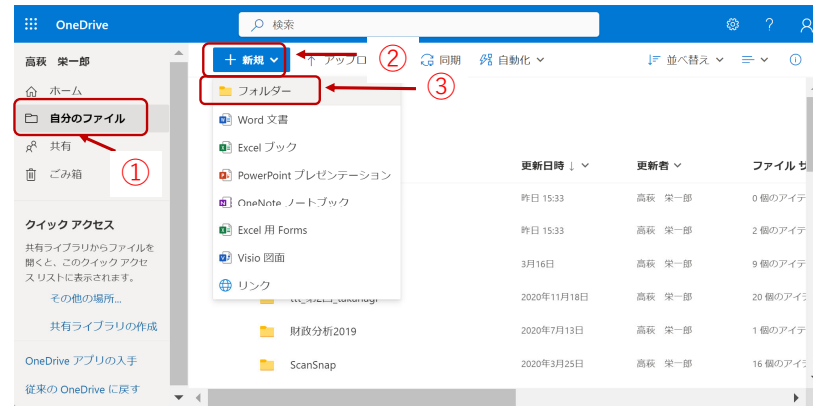 OneDrive
検索
高萩 栄一郎
ホーム
自分のファイル
共有
ごみ箱
①
クイック アクセス
共有ライブラリからファイルを
開くと、このクイック アクセ
ス リストに表示されます。
その他の場所...
共有ライブラリの作成
OneDrive アプリの入手
従来の OneDrive に戻す
＋ 新規
アップロ
②
同期
自動化
並べ替え
フォルダー
③
Word 文書
Excel ブック
PowerPoint プレゼンテーション
OneNote ノートブック
Excel 用 Forms
Visio 図面
リンク
更新日時 ↓
更新者
ファイル サ
昨日 15:33 高萩 栄一郎 0 個のアイテ
昨日 15:33 高萩 栄一郎 2 個のアイテ
3月16日 高萩 栄一郎 9 個のアイテ
2020年11月18日 高萩 栄一郎 20 個のアイ
財政分析2019 2020年7月13日 高萩 栄一郎 1 個のアイテ
ScanSnap 2020年3月25日 高萩 栄一郎 16 個のアイ